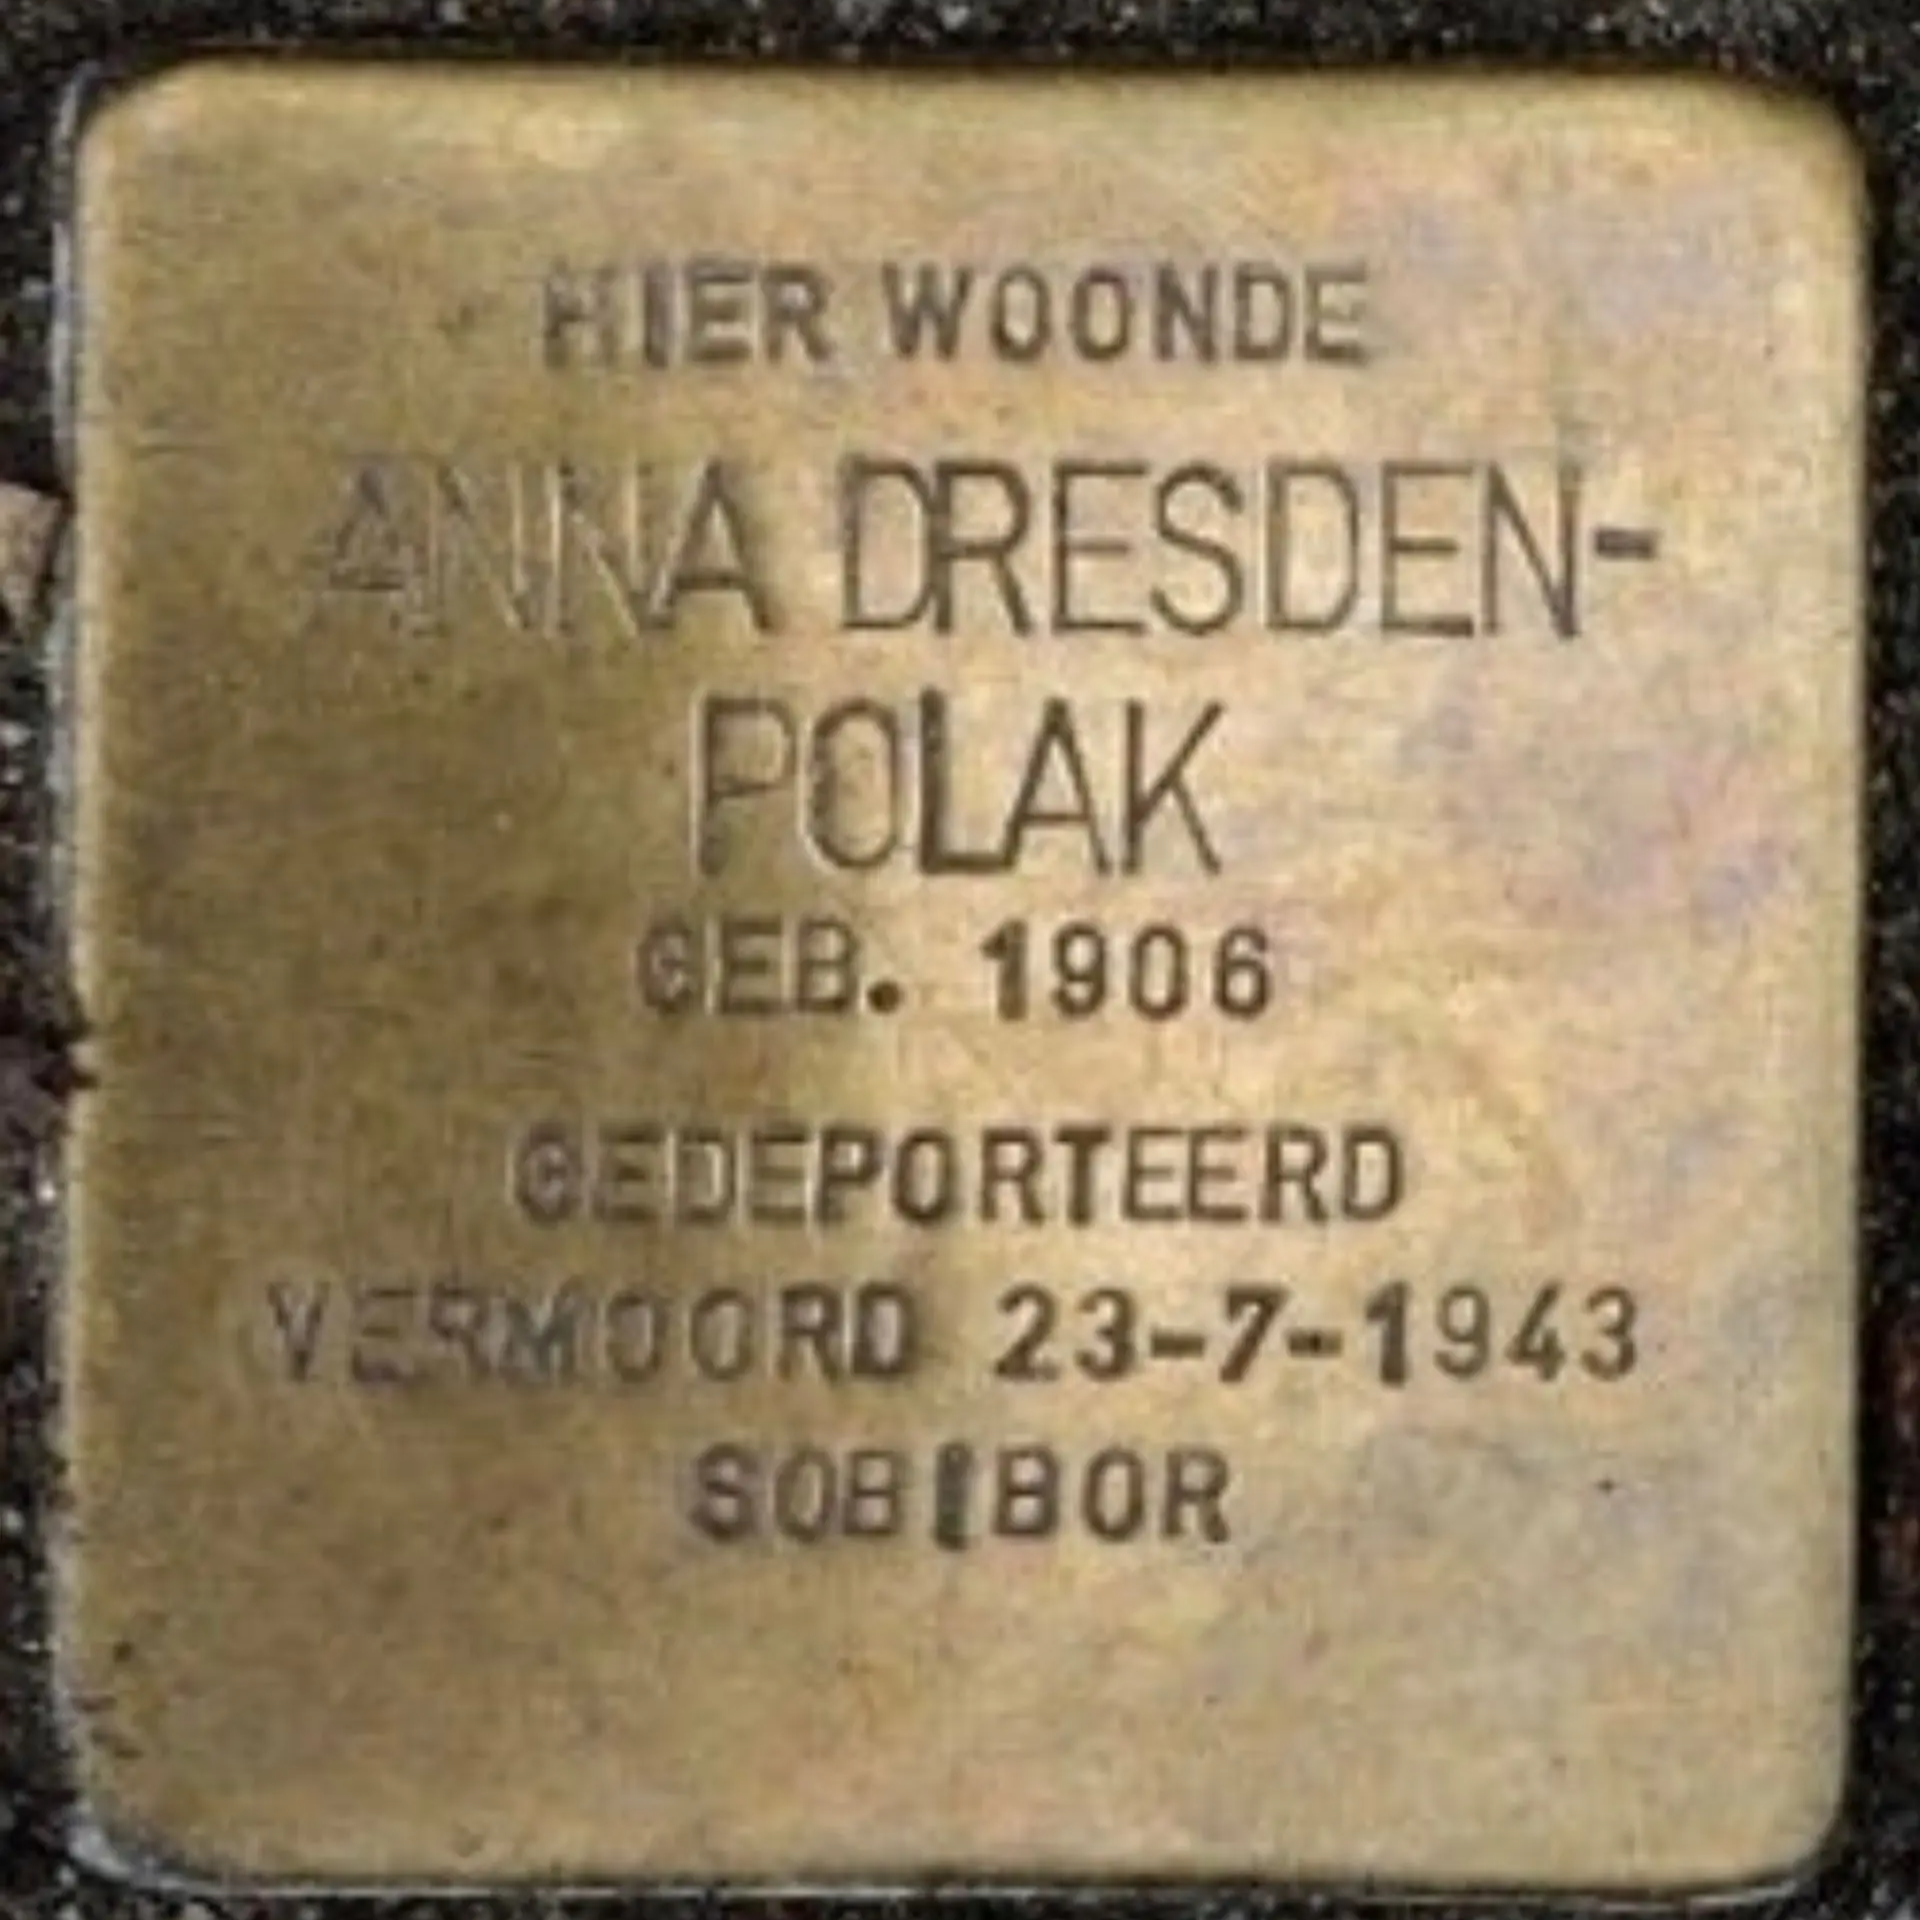 HIER WOONDE
ANNA DRESDEN-
POLAK
GEB. 1906
GEDEPORTEERD
VERMOORD 23-7-1943
SOBIBOR